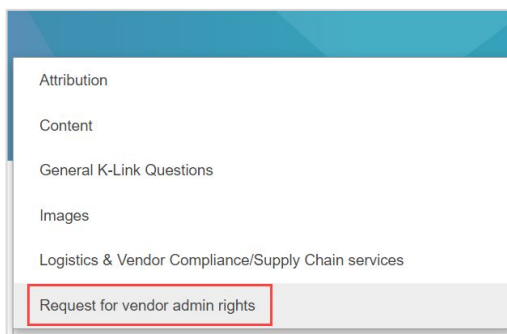 Attribution
Content
General K-Link Questions
Images
Logistics & Vendor Compliance/Supply Chain services
Request for vendor admin rights